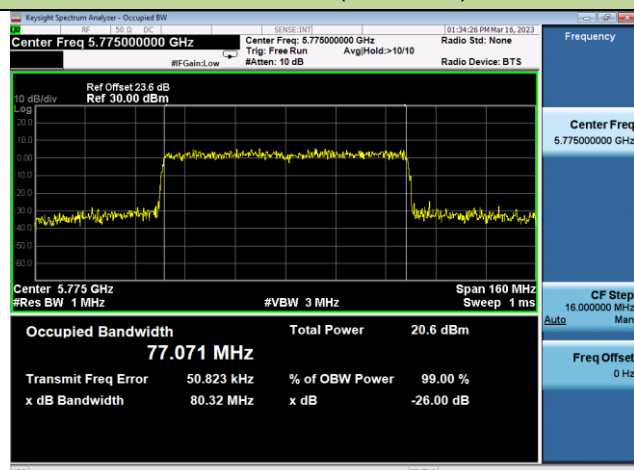 Keysight Spectrum Analyzer - Occupied BW
RF 50 Ω DC SENSE:INT 01:34:26 PM Mar 16, 2023
Center Freq 5.775000000 GHz Center Freq: 5.775000000 GHz Radio Std: None Frequency
Trig: Free Run Avg|Hold:>10/10
#IFGain:Low #Atten: 10 dB Radio Device: BTS
Ref Offset 23.6 dB
10 dB/div Ref 30.00 dBm
Log
20.0
10.0
0.00
-10.0
-20.0
-30.0
-40.0
-50.0
-60.0
Center Freq
5.775000000 GHz
Center 5.775 GHz Span 160 MHz
#Res BW 1 MHz #VBW 3 MHz Sweep 1 ms
CF Step
16.000000 MHz
Auto Man
Occupied Bandwidth Total Power 20.6 dBm
77.071 MHz
Freq Offset
0 Hz
Transmit Freq Error 50.823 kHz % of OBW Power 99.00 %
x dB Bandwidth 80.32 MHz x dB -26.00 dB